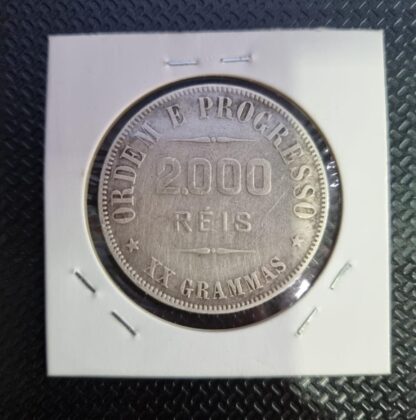 ORDEM E PROGRESSO
2.000
RÉIS
XX GRAMMAS